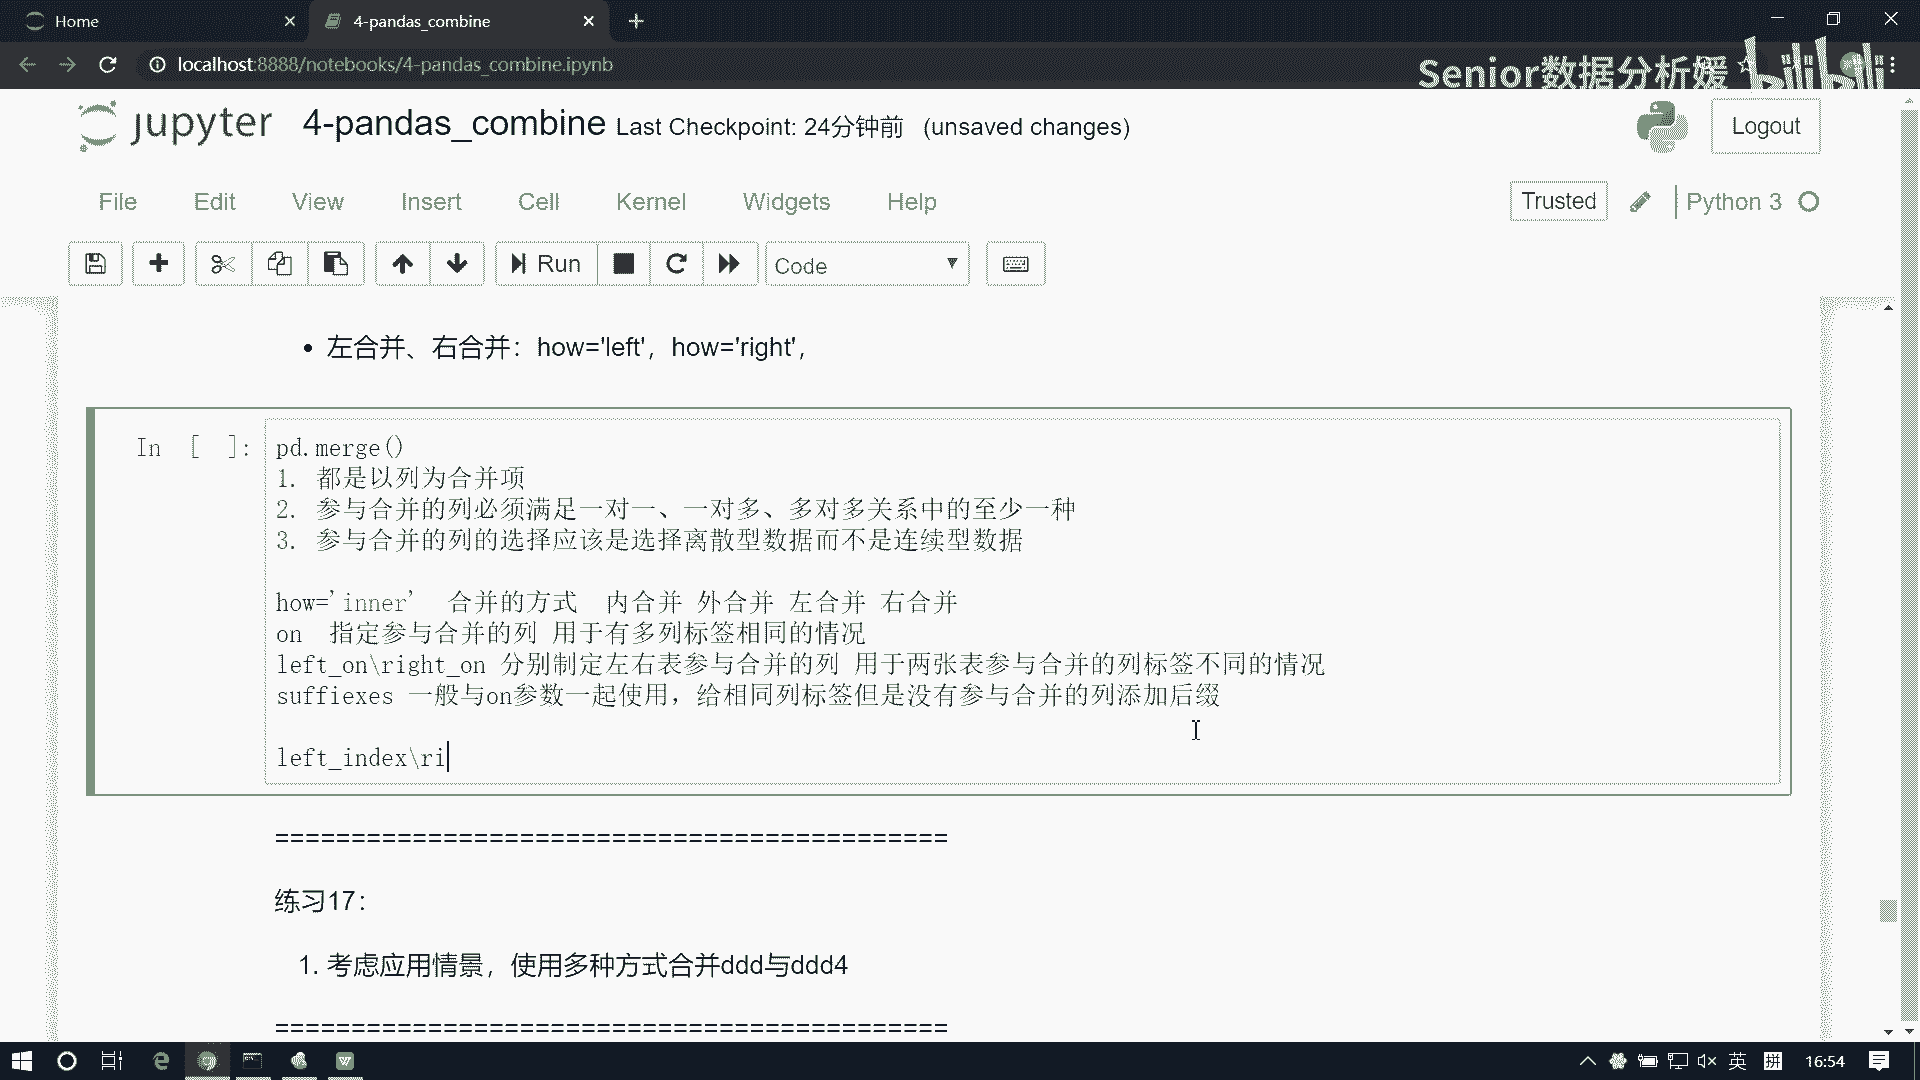 Home
4-pandas_combine
localhost:8888/notebooks/4-pandas_combine.ipynb
Senior数据分析媛
bilibili
jupyter
4-pandas_combine Last Checkpoint: 24分钟前 (unsaved changes)
Logout
File Edit View Insert Cell Kernel Widgets Help
Trusted
Python 3
Run
Code
左合并、右合并：how='left'，how='right'，
In [ ]:
pd.merge()
1. 都是以列为合并项
2. 参与合并的列必须满足一对一、一对多、多对多关系中的至少一种
3. 参与合并的列的选择应该是选择离散型数据而不是连续型数据
how='inner' 合并的方式 内合并 外合并 左合并 右合并
on 指定参与合并的列 用于有多列标签相同的情况
left_on\right_on 分别制定左右表参与合并的列 用于两张表参与合并的列标签不同的情况
suffiexes 一般与on参数一起使用，给相同列标签但是没有参与合并的列添加后缀
left_index\ri
============================================
练习17：
1. 考虑应用情景，使用多种方式合并ddd与ddd4
============================================
英
拼
16:54